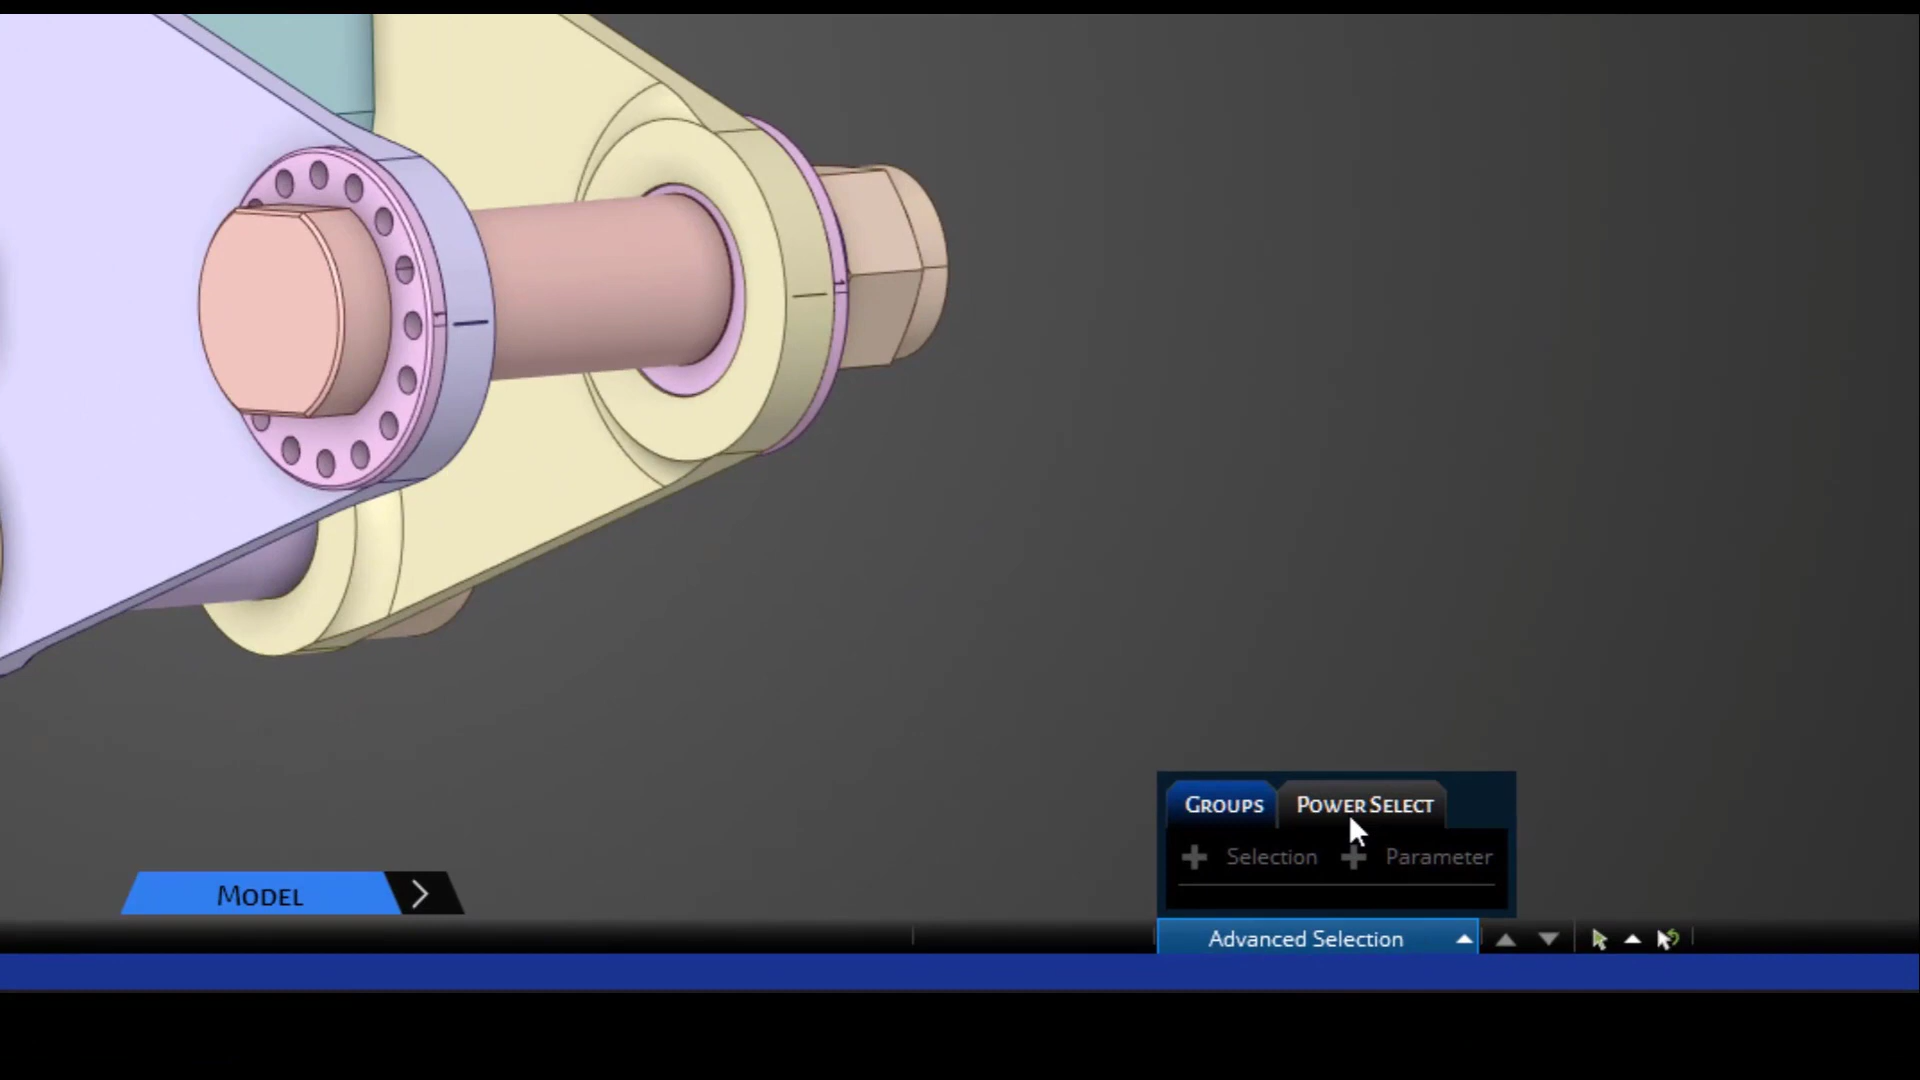 GROUPS POWER SELECT
Selection Parameter
MODEL
Advanced Selection